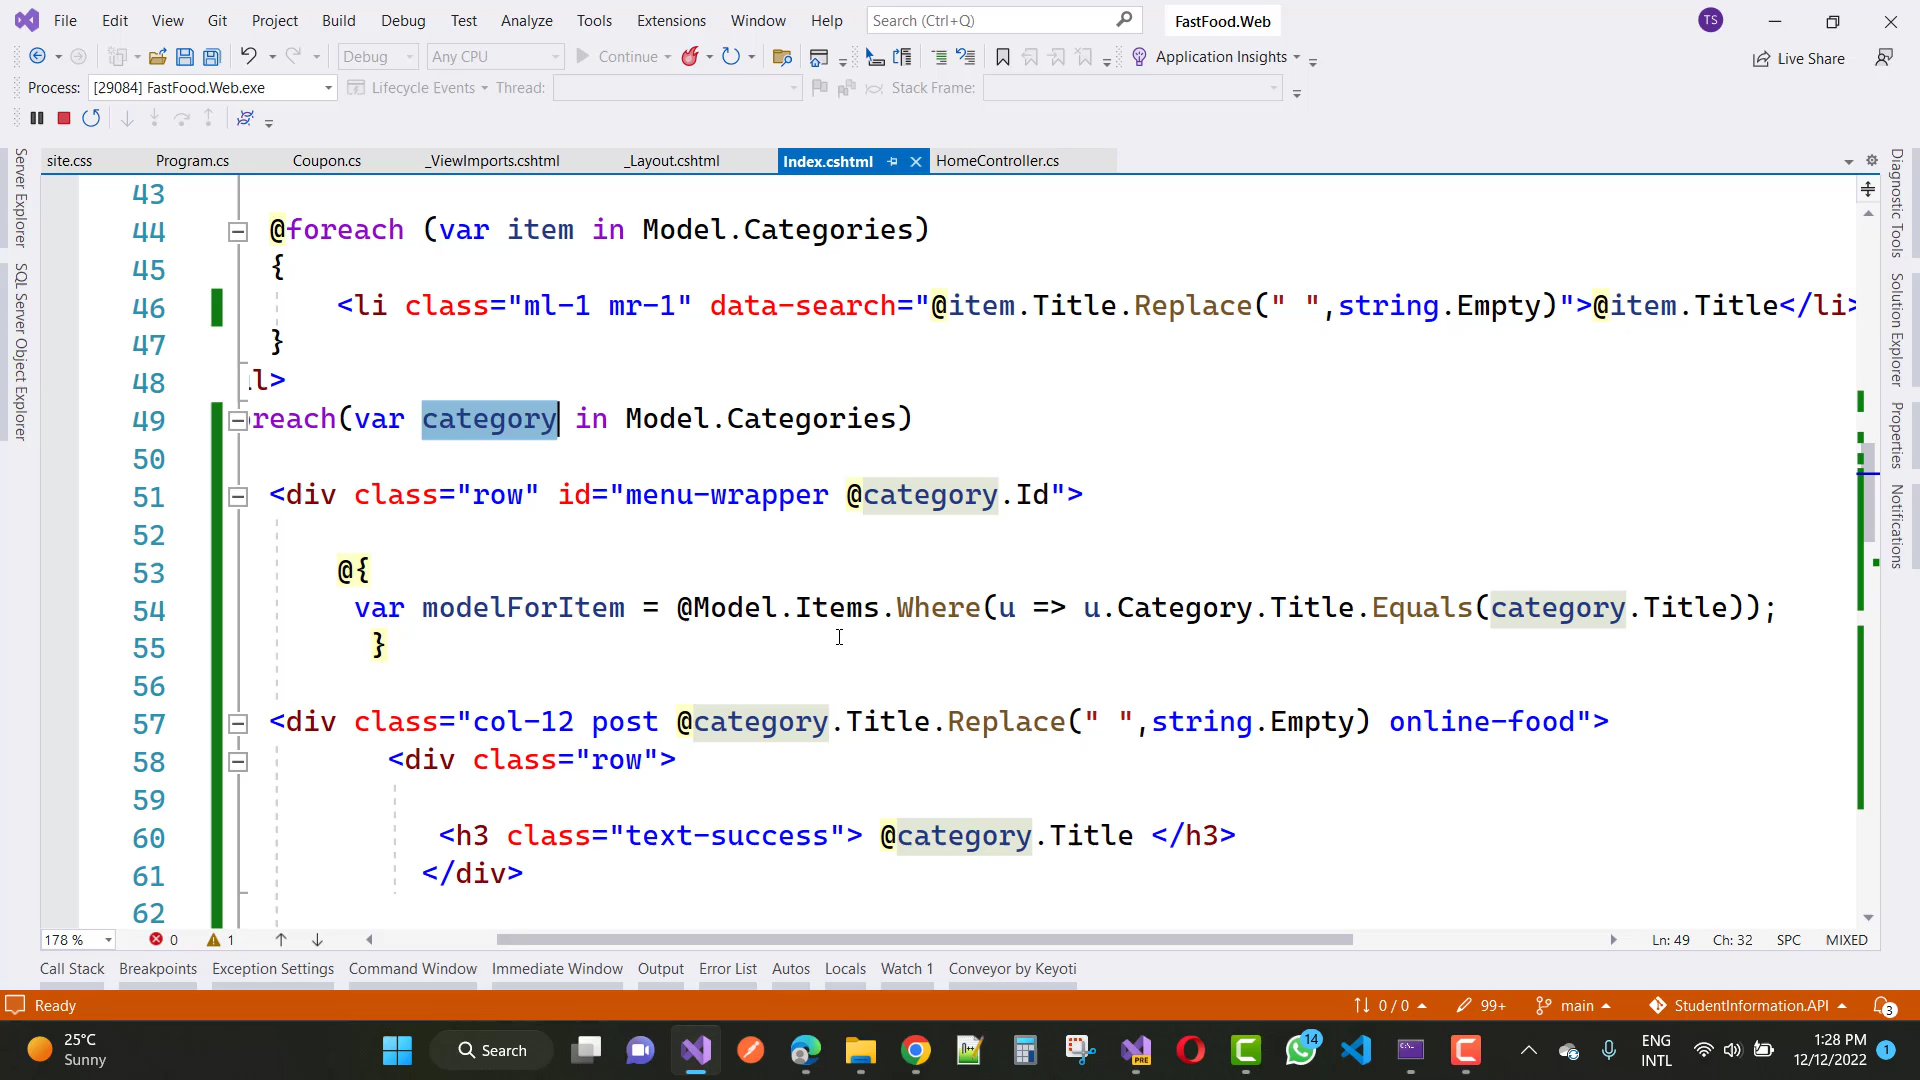 File Edit View Git Project Build Debug Test Analyze Tools Extensions Window Help Search (Ctrl+Q) FastFood.Web TS
Debug Any CPU Continue Application Insights Live Share
Process: [29084] FastFood.Web.exe Lifecycle Events Thread: Stack Frame:
site.css Program.cs Coupon.cs _ViewImports.cshtml _Layout.cshtml Index.cshtml HomeController.cs
Server Explorer
SQL Server Object Explorer
43
44 @foreach (var item in Model.Categories)
45 {
46 <li class="ml-1 mr-1" data-search="@item.Title.Replace(" ",string.Empty)">@item.Title</li>
47 }
48 l>
49 reach(var category in Model.Categories)
50
51 <div class="row" id="menu-wrapper @category.Id">
52
53 @{
54 var modelForItem = @Model.Items.Where(u => u.Category.Title.Equals(category.Title));
55 }
56
57 <div class="col-12 post @category.Title.Replace(" ",string.Empty) online-food">
58 <div class="row">
59
60 <h3 class="text-success"> @category.Title </h3>
61 </div>
62
Diagnostic Tools
Solution Explorer
Properties
Notifications
178 % 0 1 Ln: 49 Ch: 32 SPC MIXED
Call Stack Breakpoints Exception Settings Command Window Immediate Window Output Error List Autos Locals Watch 1 Conveyor by Keyoti
Ready 0 / 0 99+ main StudentInformation.API 3
25°C
Sunny
Search
PRE
14
ENG
INTL
1:28 PM
12/12/2022
1